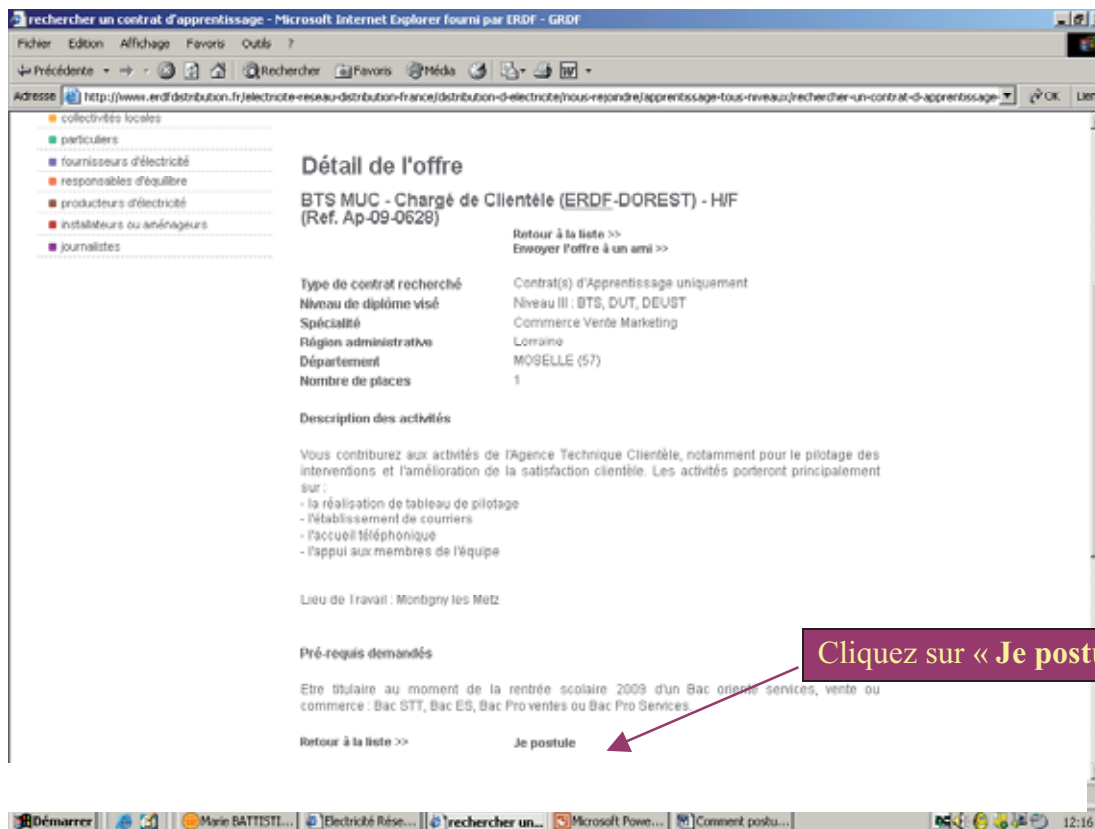 rechercher un contrat d'apprentissage - Microsoft Internet Explorer fourni par ERDF - GRDF
Fichier Edition Affichage Favoris Outils ?
Précédente Rechercher Favoris Média
Adresse http://www.erdfdistribution.fr/electricite-reseau-distribution-france/distribution-d-electricite/nous-rejoindre/apprentissage-tous-niveaux/rechercher-un-contrat-d-apprentissage- OK Lien
collectivités locales
particuliers
fournisseurs d'électricité
responsables d'équilibre
producteurs d'électricité
installateurs ou aménageurs
journalistes
Détail de l'offre
BTS MUC - Chargé de Clientèle (ERDF-DOREST) - H/F
(Ref. Ap-09-0628)
Retour à la liste >>
Envoyer l'offre à un ami >>
Type de contrat recherché Contrat(s) d'Apprentissage uniquement
Niveau de diplôme visé Niveau III : BTS, DUT, DEUST
Spécialité Commerce Vente Marketing
Région administrative Lorraine
Département MOSELLE (57)
Nombre de places 1
Description des activités
Vous contriburez aux activités de l'Agence Technique Clientèle, notamment pour le pilotage des
interventions et l'amélioration de la satisfaction clientèle. Les activités porteront principalement
sur :
- la réalisation de tableau de pilotage
- l'établissement de courriers
- l'accueil téléphonique
- l'appui aux membres de l'équipe
Lieu de Travail : Montigny les Metz
Pré-requis demandés
Cliquez sur « Je postu
Etre titulaire au moment de la rentrée scolaire 2009 d'un Bac orienté services, vente ou
commerce : Bac STT, Bac ES, Bac Pro ventes ou Bac Pro Services.
Retour à la liste >> Je postule
Démarrer Marie BATTISTI... Electricité Rése... rechercher un... Microsoft Powe... Comment postu... 12:16